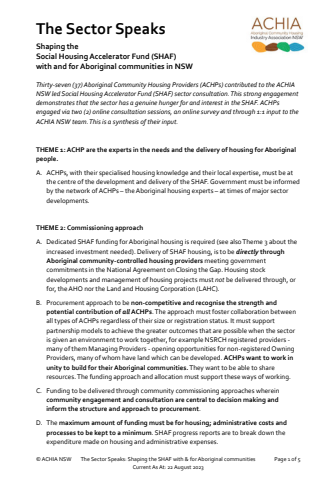 The Sector Speaks
ACHIA
Aboriginal Community Housing
Industry Association NSW
Shaping the
Social Housing Accelerator Fund (SHAF)
with and for Aboriginal communities in NSW
Thirty-seven (37) Aboriginal Community Housing Providers (ACHPs) contributed to the ACHIA
NSW led Social Housing Accelerator Fund (SHAF) sector consultation. This strong engagement
demonstrates that the sector has a genuine hunger for and interest in the SHAF. ACHPs
engaged via two (2) online consultation sessions, an online survey and through 1:1 input to the
ACHIA NSW team. This is a synthesis of their input.
THEME 1: ACHP are the experts in the needs and delivery of housing for Aboriginal
people.
A. ACHPs, with their specialised housing knowledge and their local expertise, must be at
the centre of the development and delivery of the SHAF. Government must be informed
by the network of ACHPs – the Aboriginal housing experts – at times of major sector
developments.
THEME 2: Commissioning approach
A. Dedicated SHAF funding for Aboriginal housing is required (see also Theme 3 about the
increased investment needed). Delivery of SHAF housing, is to be directly through
Aboriginal community-controlled housing providers meeting government
commitments in the National Agreement on Closing the Gap. Housing stock
developments and management of housing projects must not be delivered through, or
for, the AHO nor the Land and Housing Corporation (LAHC).
B. Procurement approach to be non-competitive and recognise the strength and
potential contribution of all ACHPs. The approach must foster collaboration between
all types of ACHPs regardless of their size or registration status. It must support
partnership models to achieve the greater outcomes that are possible when the sector
is given an environment to work together, for example NSRCH registered providers -
many of them Managing Providers - opening opportunities for non-registered Owning
Providers, many of whom have land which can be developed. ACHPs want to work in
unity to build for their Aboriginal communities. They want to be able to share
resources. The funding approach and allocation must support these ways of working.
C. Funding to be delivered through community commissioning approaches wherein
community engagement and consultation are central to decision making and
inform the structure and approach to procurement.
D. The maximum amount of funding must be for housing; administrative costs and
processes to be kept to a minimum. SHAF progress reports are to break down the
expenditure made on housing and administrative expenses.
© ACHIA NSW The Sector Speaks: Shaping the SHAF with & for Aboriginal communities Page 1 of 5
Current As At: 22 August 2023